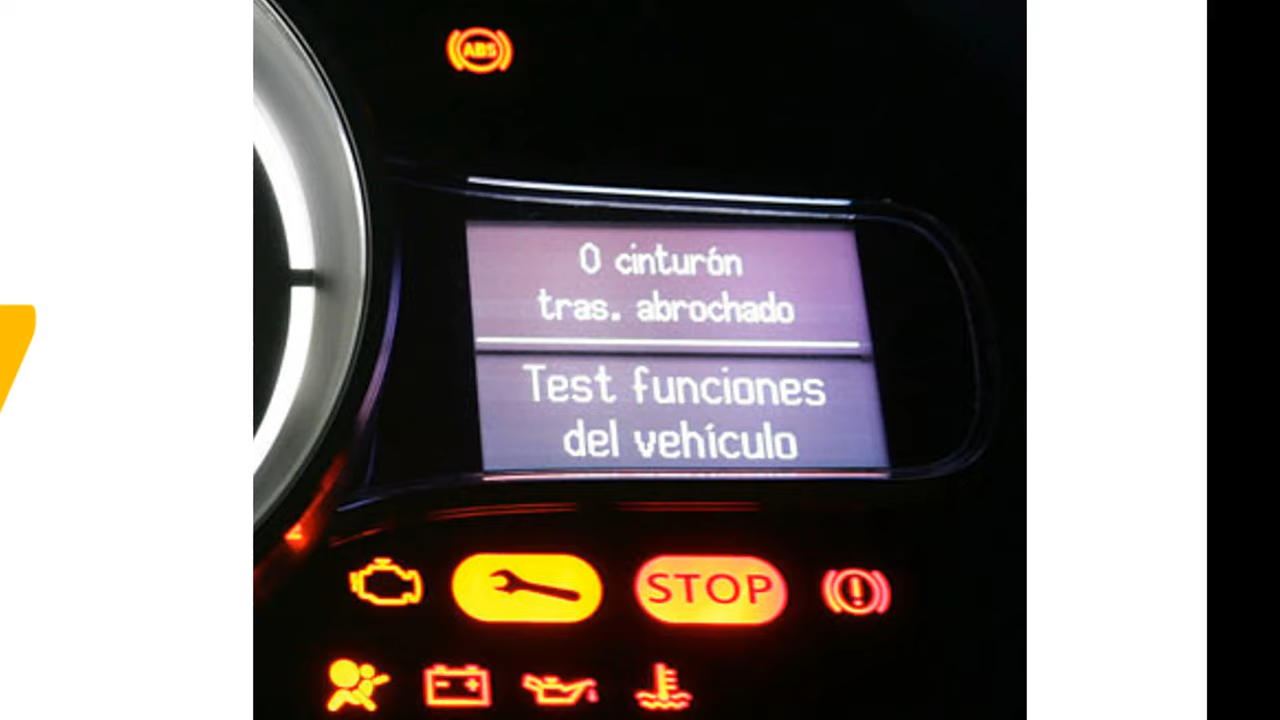 ABS
0 cinturón
tras. abrochado
Test funciones
del vehículo
STOP